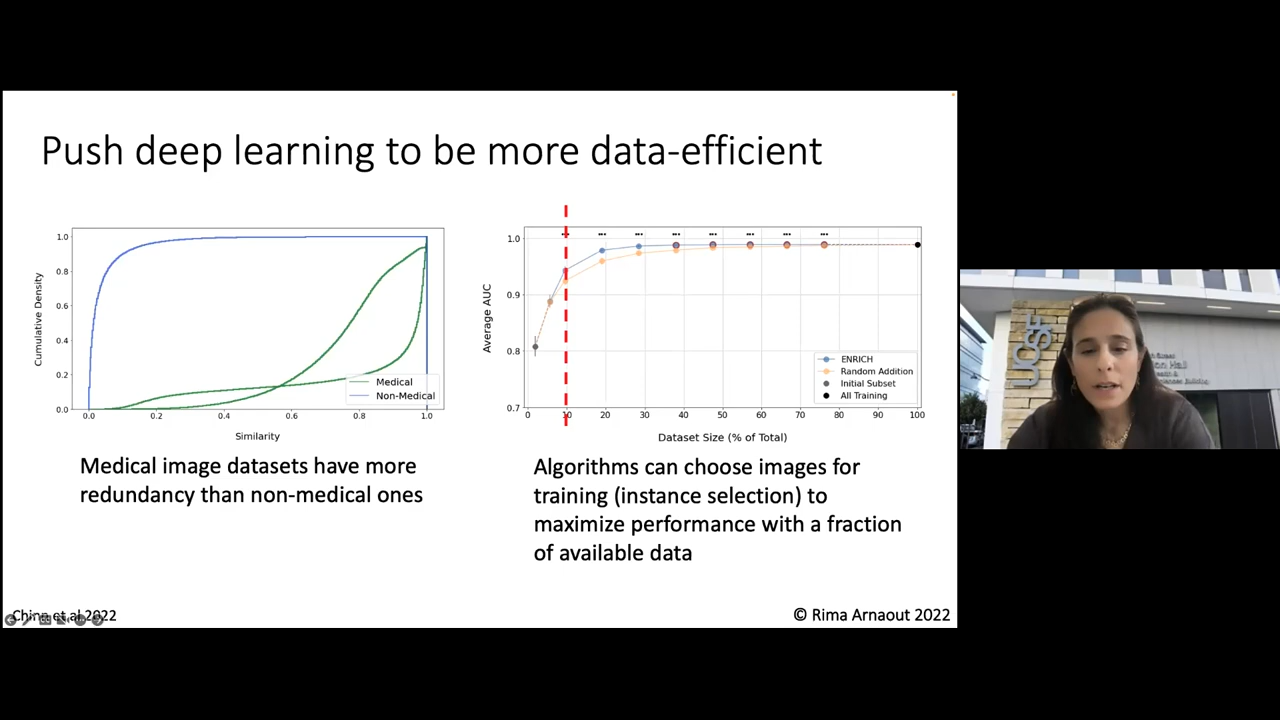 Push deep learning to be more data-efficient
1.0
0.8
0.6
0.4
0.2
0.0
Cumulative Density
0.0
0.2
0.4
0.6
0.8
1.0
Similarity
Medical
Non-Medical
1.0
0.9
0.8
0.7
Average AUC
***
***
***
***
***
***
***
0
10
20
30
40
50
60
70
80
90
100
Dataset Size (% of Total)
ENRICH
Random Addition
Initial Subset
All Training
Medical image datasets have more
redundancy than non-medical ones
Algorithms can choose images for
training (instance selection) to
maximize performance with a fraction
of available data
et al 2022
© Rima Arnaout 2022
UCSF
Hall